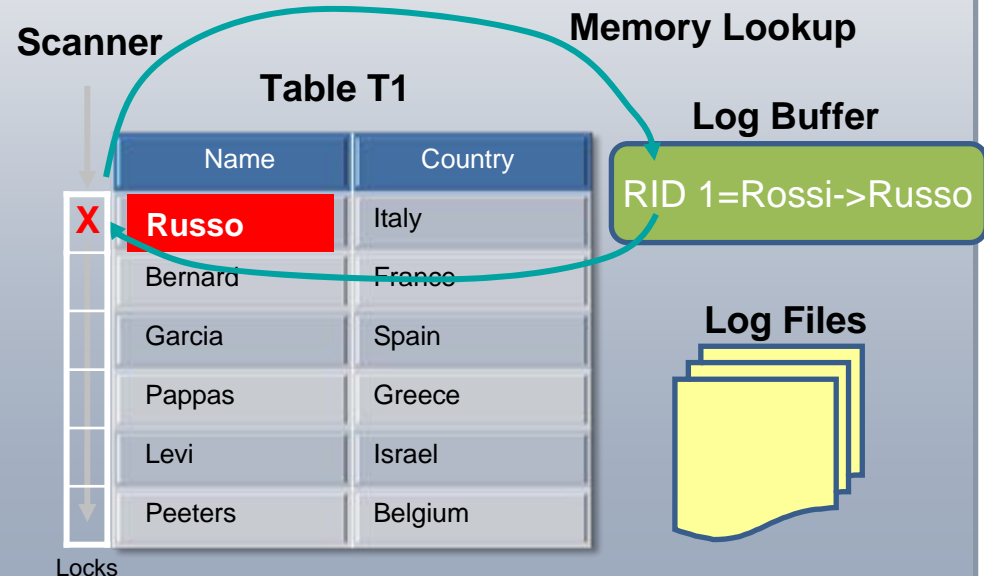 Scanner
Memory Lookup
Table T1
Log Buffer
Name Country
RID 1=Rossi->Russo
X Russo Italy
Bernard France
Garcia Spain
Log Files
Pappas Greece
Levi Israel
Peeters Belgium
Locks